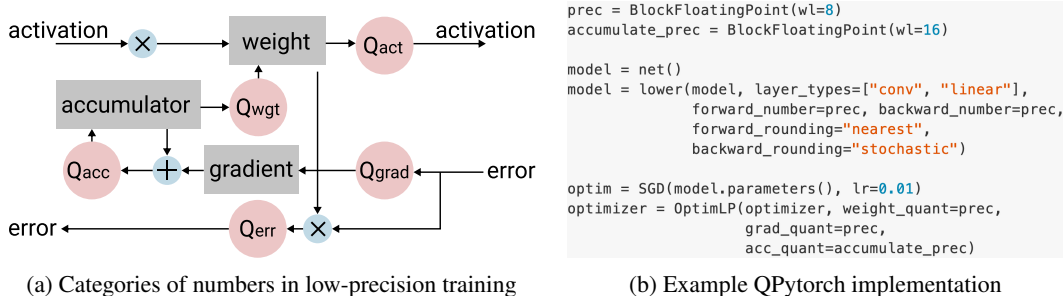 activation
×
weight
Qact
activation
accumulator
Qwgt
Qacc
+
gradient
Qgrad
error
error
Qerr
×
(a) Categories of numbers in low-precision training
prec = BlockFloatingPoint(wl=8)
accumulate_prec = BlockFloatingPoint(wl=16)
model = net()
model = lower(model, layer_types=["conv", "linear"],
forward_number=prec, backward_number=prec,
forward_rounding="nearest",
backward_rounding="stochastic")
optim = SGD(model.parameters(), lr=0.01)
optimizer = OptimLP(optimizer, weight_quant=prec,
grad_quant=prec,
acc_quant=accumulate_prec)
(b) Example QPytorch implementation